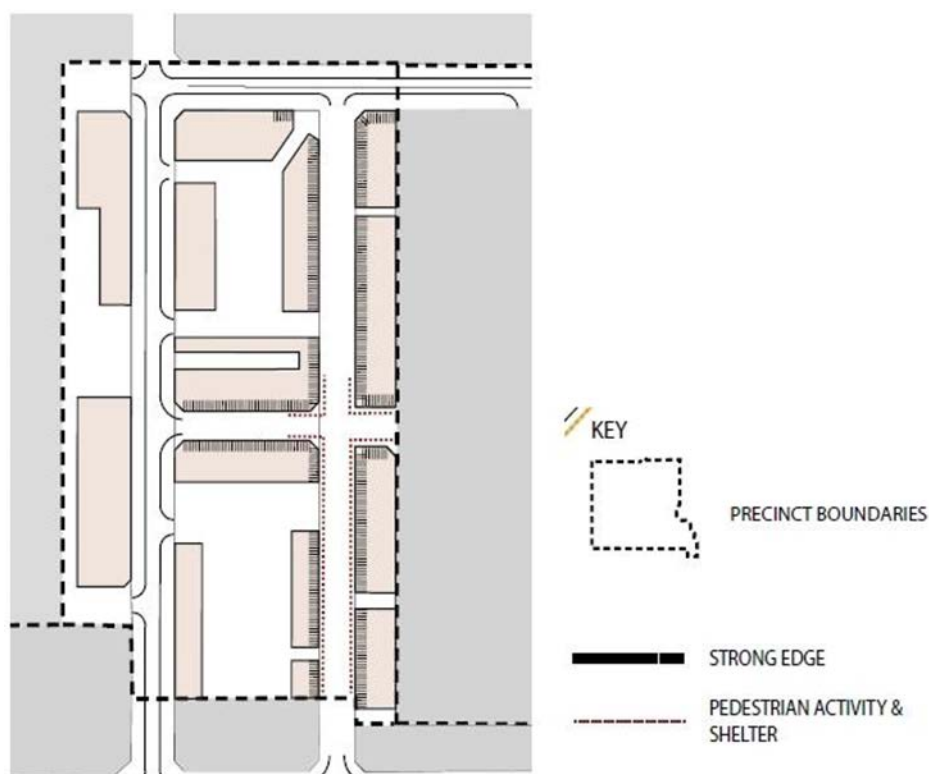 KEY
PRECINCT BOUNDARIES
STRONG EDGE
PEDESTRIAN ACTIVITY &
SHELTER